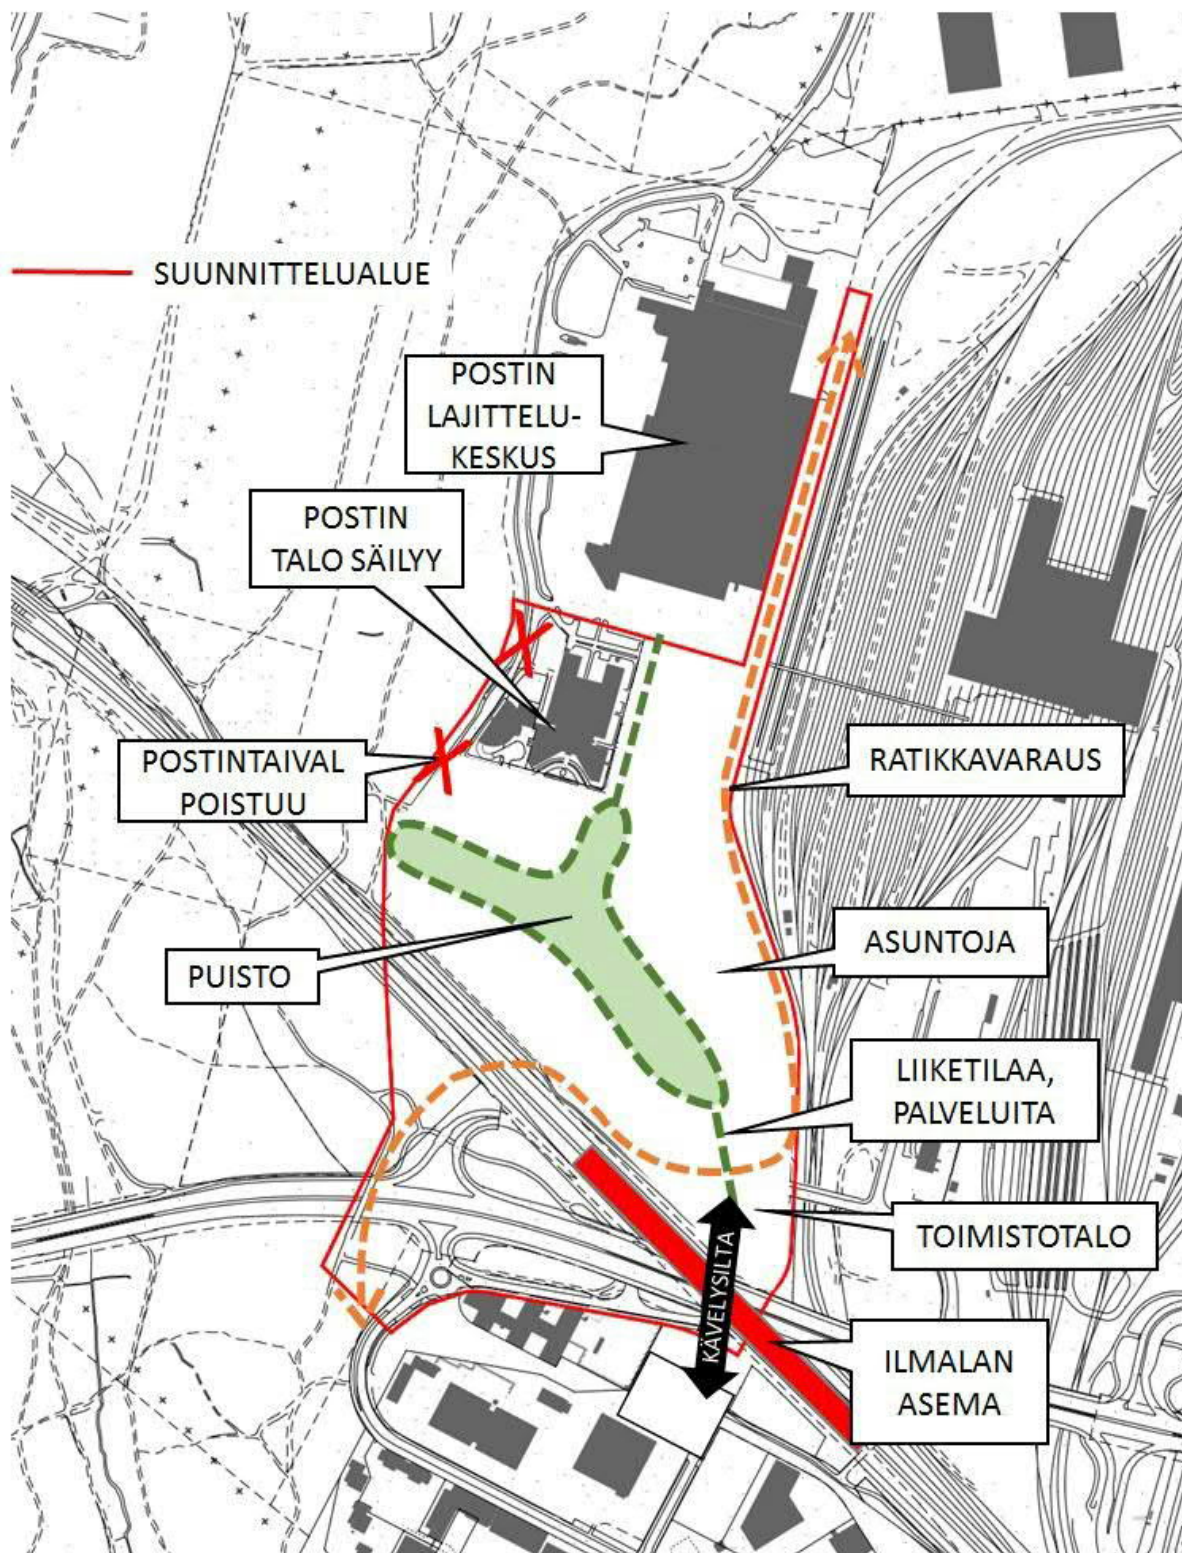 SUUNNITTELUALUE
POSTIN
LAJITTELU-
KESKUS
POSTIN
TALO SÄILYY
POSTINTAIVAL
POISTUU
RATIKKAVARAUS
ASUNTOJA
PUISTO
LIIKETILAA,
PALVELUITA
TOIMISTOTALO
KÄVELYSILTA
ILMALAN
ASEMA